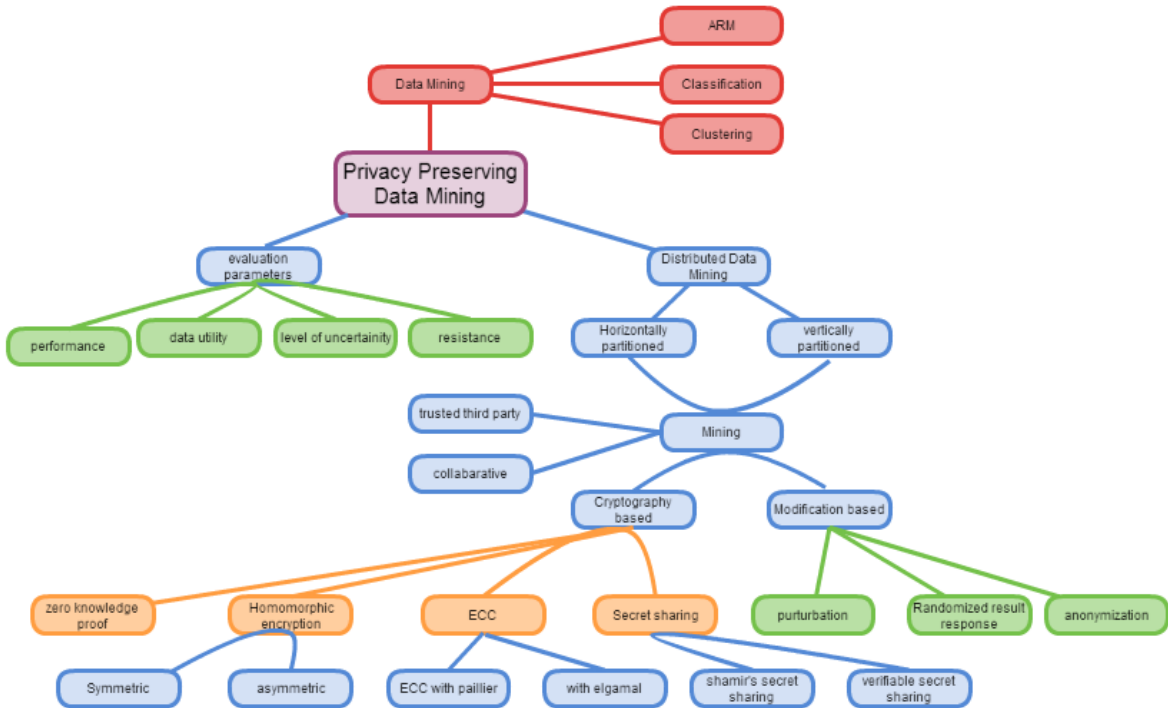 ARM
Data Mining
Classification
Clustering
Privacy Preserving
Data Mining
evaluation
parameters
Distributed Data
Mining
performance
data utility
level of uncertainity
resistance
Horizontally
partitioned
vertically
partitioned
trusted third party
Mining
collabarative
Cryptography
based
Modification based
zero knowledge
proof
Homomorphic
encryption
ECC
Secret sharing
purturbation
Randomized result
response
anonymization
Symmetric
asymmetric
ECC with paillier
with elgamal
shamir's secret
sharing
verifiable secret
sharing